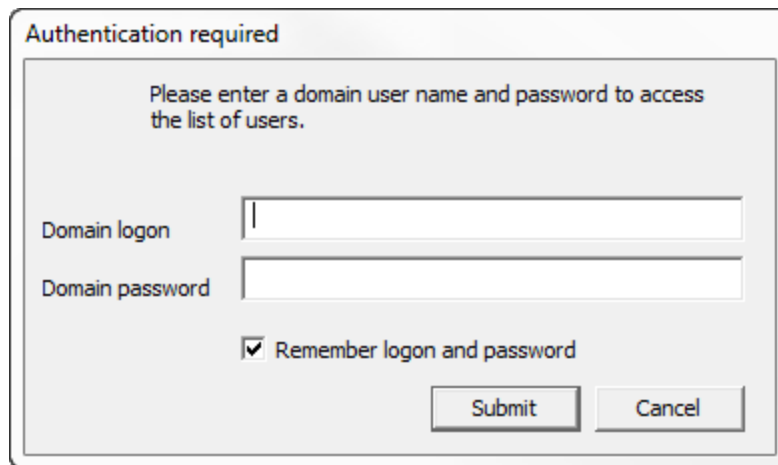 Authentication required
Please enter a domain user name and password to access
the list of users.
Domain logon
Domain password
Remember logon and password
Submit
Cancel